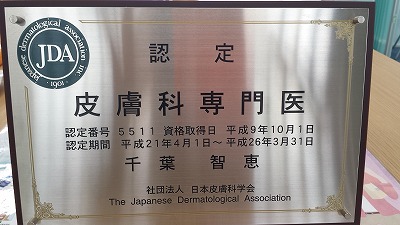 japanese dermatological association inc
JDA
1901
認定
皮膚科専門医
認定番号 5511 資格取得日 平成9年10月1日
認定期間 平成21年4月1日～平成26年3月31日
千葉 智恵
社団法人 日本皮膚科学会
The Japanese Dermatological Association